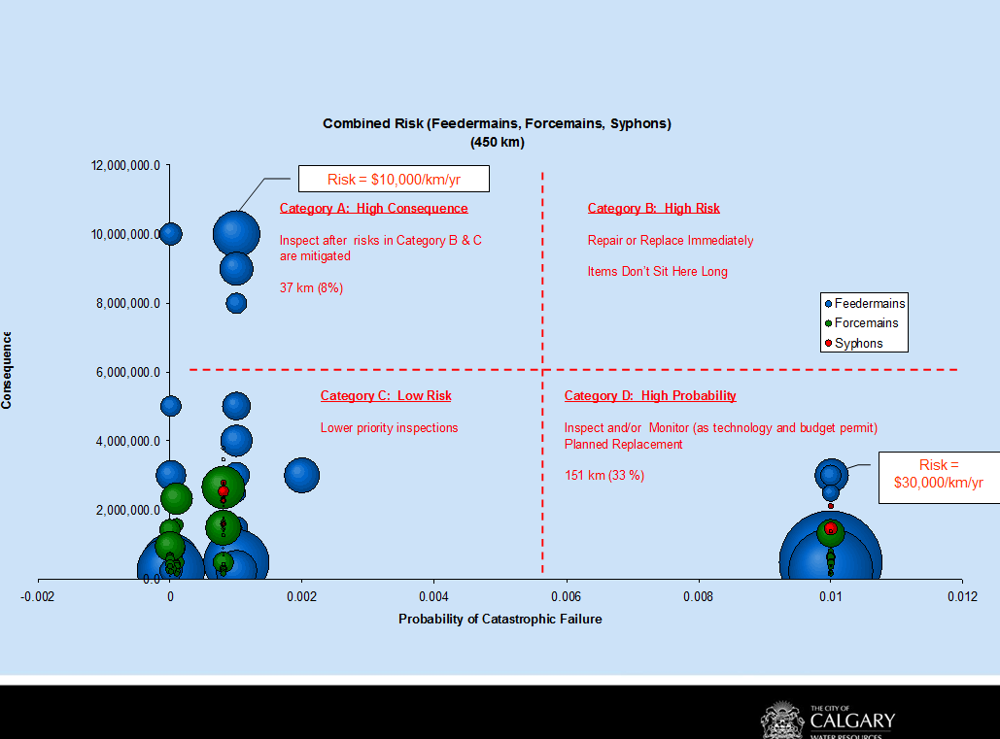 Combined Risk (Feedermains, Forcemains, Syphons)
(450 km)
12,000,000.0
10,000,000.0
8,000,000.0
6,000,000.0
4,000,000.0
2,000,000.0
0.0
Consequence
Risk = $10,000/km/yr
Category A:  High Consequence
Inspect after  risks in Category B & C
are mitigated
37 km (8%)
Category B:  High Risk
Repair or Replace Immediately
Items Don't Sit Here Long
Feedermains
Forcemains
Syphons
Category C:  Low Risk
Lower priority inspections
Category D:  High Probability
Inspect and/or  Monitor (as technology and budget permit)
Planned Replacement
151 km (33 %)
Risk =
$30,000/km/yr
-0.002 0 0.002 0.004 0.006 0.008 0.01 0.012
Probability of Catastrophic Failure
THE CITY OF
CALGARY
WATER RESOURCES